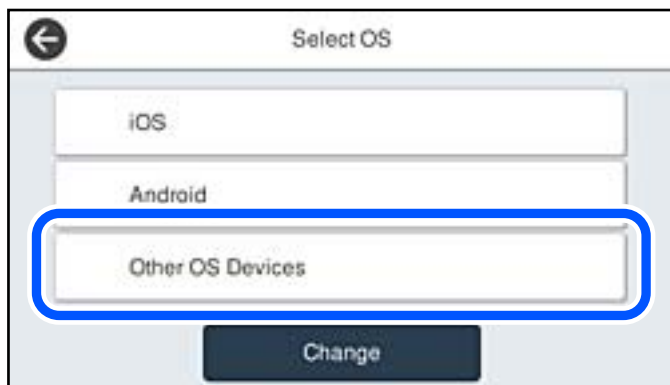 Select OS
iOS
Android
Other OS Devices
Change